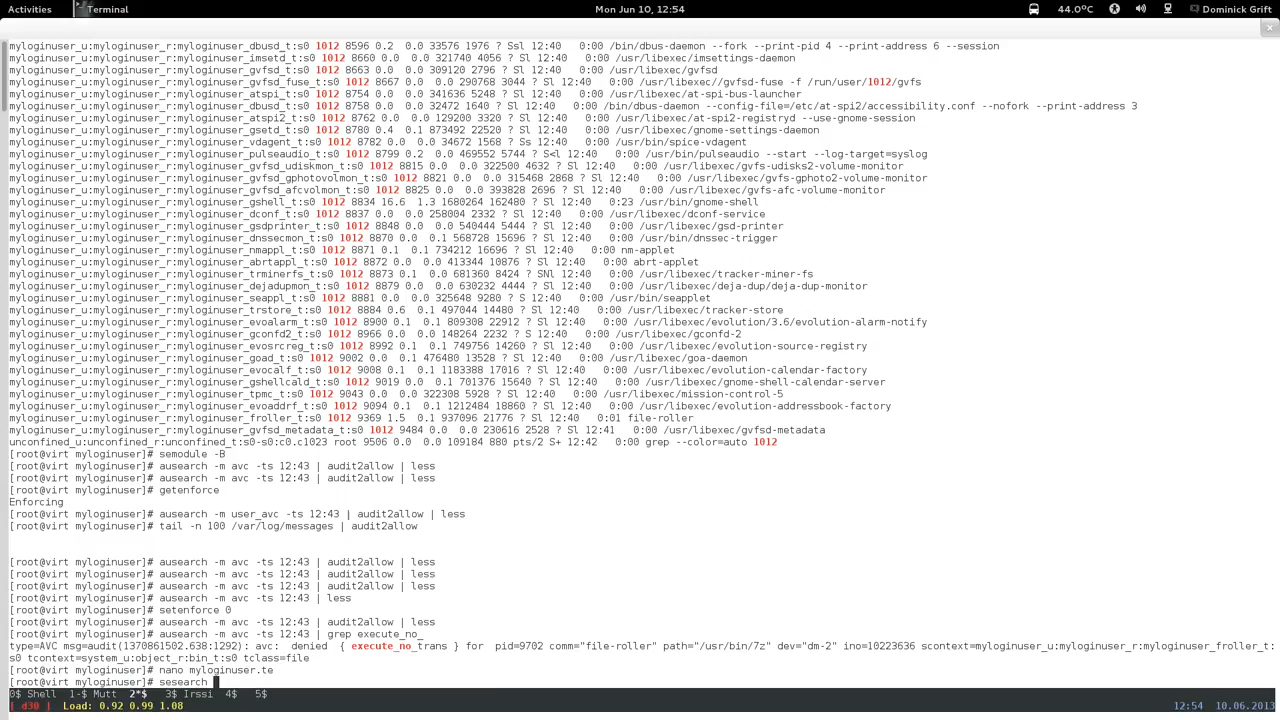 Activities Terminal Mon Jun 10, 12:54 44.0°C Dominick Grift
myloginuser_u:myloginuser_r:myloginuser_dbusd_t:s0 1012 8596 0.2 0.0 33576 1976 ? Ssl 12:40 0:00 /bin/dbus-daemon --fork --print-pid 4 --print-address 6 --session
myloginuser_u:myloginuser_r:myloginuser_imsetd_t:s0 1012 8660 0.0 0.0 321740 4056 ? Sl 12:40 0:00 /usr/libexec/imsettings-daemon
myloginuser_u:myloginuser_r:myloginuser_gvfsd_t:s0 1012 8663 0.0 0.0 309120 2796 ? Sl 12:40 0:00 /usr/libexec/gvfsd
myloginuser_u:myloginuser_r:myloginuser_gvfsd_fuse_t:s0 1012 8667 0.0 0.0 290768 3044 ? Sl 12:40 0:00 /usr/libexec//gvfsd-fuse -f /run/user/1012/gvfs
myloginuser_u:myloginuser_r:myloginuser_atspi_t:s0 1012 8754 0.0 0.0 341636 5248 ? Sl 12:40 0:00 /usr/libexec/at-spi-bus-launcher
myloginuser_u:myloginuser_r:myloginuser_dbusd_t:s0 1012 8758 0.0 0.0 32472 1640 ? Sl 12:40 0:00 /bin/dbus-daemon --config-file=/etc/at-spi2/accessibility.conf --nofork --print-address 3
myloginuser_u:myloginuser_r:myloginuser_atspi2_t:s0 1012 8762 0.0 0.0 129200 3320 ? Sl 12:40 0:00 /usr/libexec/at-spi2-registryd --use-gnome-session
myloginuser_u:myloginuser_r:myloginuser_gsetd_t:s0 1012 8780 0.4 0.1 873492 22520 ? Sl 12:40 0:00 /usr/libexec/gnome-settings-daemon
myloginuser_u:myloginuser_r:myloginuser_vdagent_t:s0 1012 8782 0.0 0.0 34672 1568 ? Ss 12:40 0:00 /usr/bin/spice-vdagent
myloginuser_u:myloginuser_r:myloginuser_pulseaudio_t:s0 1012 8799 0.2 0.0 469552 5744 ? S<l 12:40 0:00 /usr/bin/pulseaudio --start --log-target=syslog
myloginuser_u:myloginuser_r:myloginuser_gvfsd_udiskmon_t:s0 1012 8815 0.0 0.0 322500 4632 ? Sl 12:40 0:00 /usr/libexec/gvfs-udisks2-volume-monitor
myloginuser_u:myloginuser_r:myloginuser_gvfsd_gphotovolmon_t:s0 1012 8821 0.0 0.0 315468 2868 ? Sl 12:40 0:00 /usr/libexec/gvfs-gphoto2-volume-monitor
myloginuser_u:myloginuser_r:myloginuser_gvfsd_afcvolmon_t:s0 1012 8825 0.0 0.0 393828 2696 ? Sl 12:40 0:00 /usr/libexec/gvfs-afc-volume-monitor
myloginuser_u:myloginuser_r:myloginuser_gshell_t:s0 1012 8834 16.6 1.3 1680264 162480 ? Sl 12:40 0:23 /usr/bin/gnome-shell
myloginuser_u:myloginuser_r:myloginuser_dconf_t:s0 1012 8837 0.0 0.0 258004 2332 ? Sl 12:40 0:00 /usr/libexec/dconf-service
myloginuser_u:myloginuser_r:myloginuser_gsdprinter_t:s0 1012 8848 0.0 0.0 540444 5444 ? Sl 12:40 0:00 /usr/libexec/gsd-printer
myloginuser_u:myloginuser_r:myloginuser_dnssecmon_t:s0 1012 8870 0.0 0.1 568728 15696 ? Sl 12:40 0:00 /usr/bin/dnssec-trigger
myloginuser_u:myloginuser_r:myloginuser_nmappl_t:s0 1012 8871 0.1 0.1 734212 16696 ? Sl 12:40 0:00 nm-applet
myloginuser_u:myloginuser_r:myloginuser_abrtappl_t:s0 1012 8872 0.0 0.0 413344 10876 ? Sl 12:40 0:00 abrt-applet
myloginuser_u:myloginuser_r:myloginuser_trminerfs_t:s0 1012 8873 0.1 0.0 681360 8424 ? SNl 12:40 0:00 /usr/libexec/tracker-miner-fs
myloginuser_u:myloginuser_r:myloginuser_dejadupmon_t:s0 1012 8879 0.0 0.0 630232 4444 ? Sl 12:40 0:00 /usr/libexec/deja-dup/deja-dup-monitor
myloginuser_u:myloginuser_r:myloginuser_seappl_t:s0 1012 8881 0.0 0.0 325648 9280 ? S 12:40 0:00 /usr/bin/seapplet
myloginuser_u:myloginuser_r:myloginuser_trstore_t:s0 1012 8884 0.6 0.1 497044 14480 ? Sl 12:40 0:00 /usr/libexec/tracker-store
myloginuser_u:myloginuser_r:myloginuser_evoalarm_t:s0 1012 8900 0.1 0.1 809308 22912 ? Sl 12:40 0:00 /usr/libexec/evolution/3.6/evolution-alarm-notify
myloginuser_u:myloginuser_r:myloginuser_gconfd2_t:s0 1012 8966 0.0 0.0 148264 2232 ? S 12:40 0:00 /usr/libexec/gconfd-2
myloginuser_u:myloginuser_r:myloginuser_evosrcreg_t:s0 1012 8992 0.1 0.1 749756 14260 ? Sl 12:40 0:00 /usr/libexec/evolution-source-registry
myloginuser_u:myloginuser_r:myloginuser_goad_t:s0 1012 9002 0.0 0.1 476480 13528 ? Sl 12:40 0:00 /usr/libexec/goa-daemon
myloginuser_u:myloginuser_r:myloginuser_evocalf_t:s0 1012 9008 0.1 0.1 1183388 17016 ? Sl 12:40 0:00 /usr/libexec/evolution-calendar-factory
myloginuser_u:myloginuser_r:myloginuser_gshellcald_t:s0 1012 9019 0.0 0.1 701376 15640 ? Sl 12:40 0:00 /usr/libexec/gnome-shell-calendar-server
myloginuser_u:myloginuser_r:myloginuser_tpmc_t:s0 1012 9043 0.0 0.0 322308 5928 ? Sl 12:40 0:00 /usr/libexec/mission-control-5
myloginuser_u:myloginuser_r:myloginuser_evoaddrf_t:s0 1012 9094 0.1 0.1 1212484 18860 ? Sl 12:40 0:00 /usr/libexec/evolution-addressbook-factory
myloginuser_u:myloginuser_r:myloginuser_froller_t:s0 1012 9369 1.5 0.1 937096 21776 ? Sl 12:41 0:01 file-roller
myloginuser_u:myloginuser_r:myloginuser_gvfsd_metadata_t:s0 1012 9484 0.0 0.0 230616 2528 ? Sl 12:41 0:00 /usr/libexec/gvfsd-metadata
unconfined_u:unconfined_r:unconfined_t:s0-s0:c0.c1023 root 9506 0.0 0.0 109184 880 pts/2 S+ 12:42 0:00 grep --color=auto 1012
[root@virt myloginuser]# semodule -B
[root@virt myloginuser]# ausearch -m avc -ts 12:43 | audit2allow | less
[root@virt myloginuser]# ausearch -m avc -ts 12:43 | audit2allow | less
[root@virt myloginuser]# getenforce
Enforcing
[root@virt myloginuser]# ausearch -m user_avc -ts 12:43 | audit2allow | less
[root@virt myloginuser]# tail -n 100 /var/log/messages | audit2allow
[root@virt myloginuser]# ausearch -m avc -ts 12:43 | audit2allow | less
[root@virt myloginuser]# ausearch -m avc -ts 12:43 | audit2allow | less
[root@virt myloginuser]# ausearch -m avc -ts 12:43 | audit2allow | less
[root@virt myloginuser]# ausearch -m avc -ts 12:43 | less
[root@virt myloginuser]# setenforce 0
[root@virt myloginuser]# ausearch -m avc -ts 12:43 | audit2allow | less
[root@virt myloginuser]# ausearch -m avc -ts 12:43 | grep execute_no_
type=AVC msg=audit(1370861502.638:1292): avc: denied { execute_no_trans } for pid=9702 comm="file-roller" path="/usr/bin/7z" dev="dm-2" ino=10223636 scontext=myloginuser_u:myloginuser_r:myloginuser_froller_t:
s0 tcontext=system_u:object_r:bin_t:s0 tclass=file
[root@virt myloginuser]# nano myloginuser.te
[root@virt myloginuser]# sesearch
0$ Shell 1-$ Mutt 2*$ 3$ Irssi 4$ 5$
[ d30 ] Load: 0.92 0.99 1.08 12:54 10.06.2013